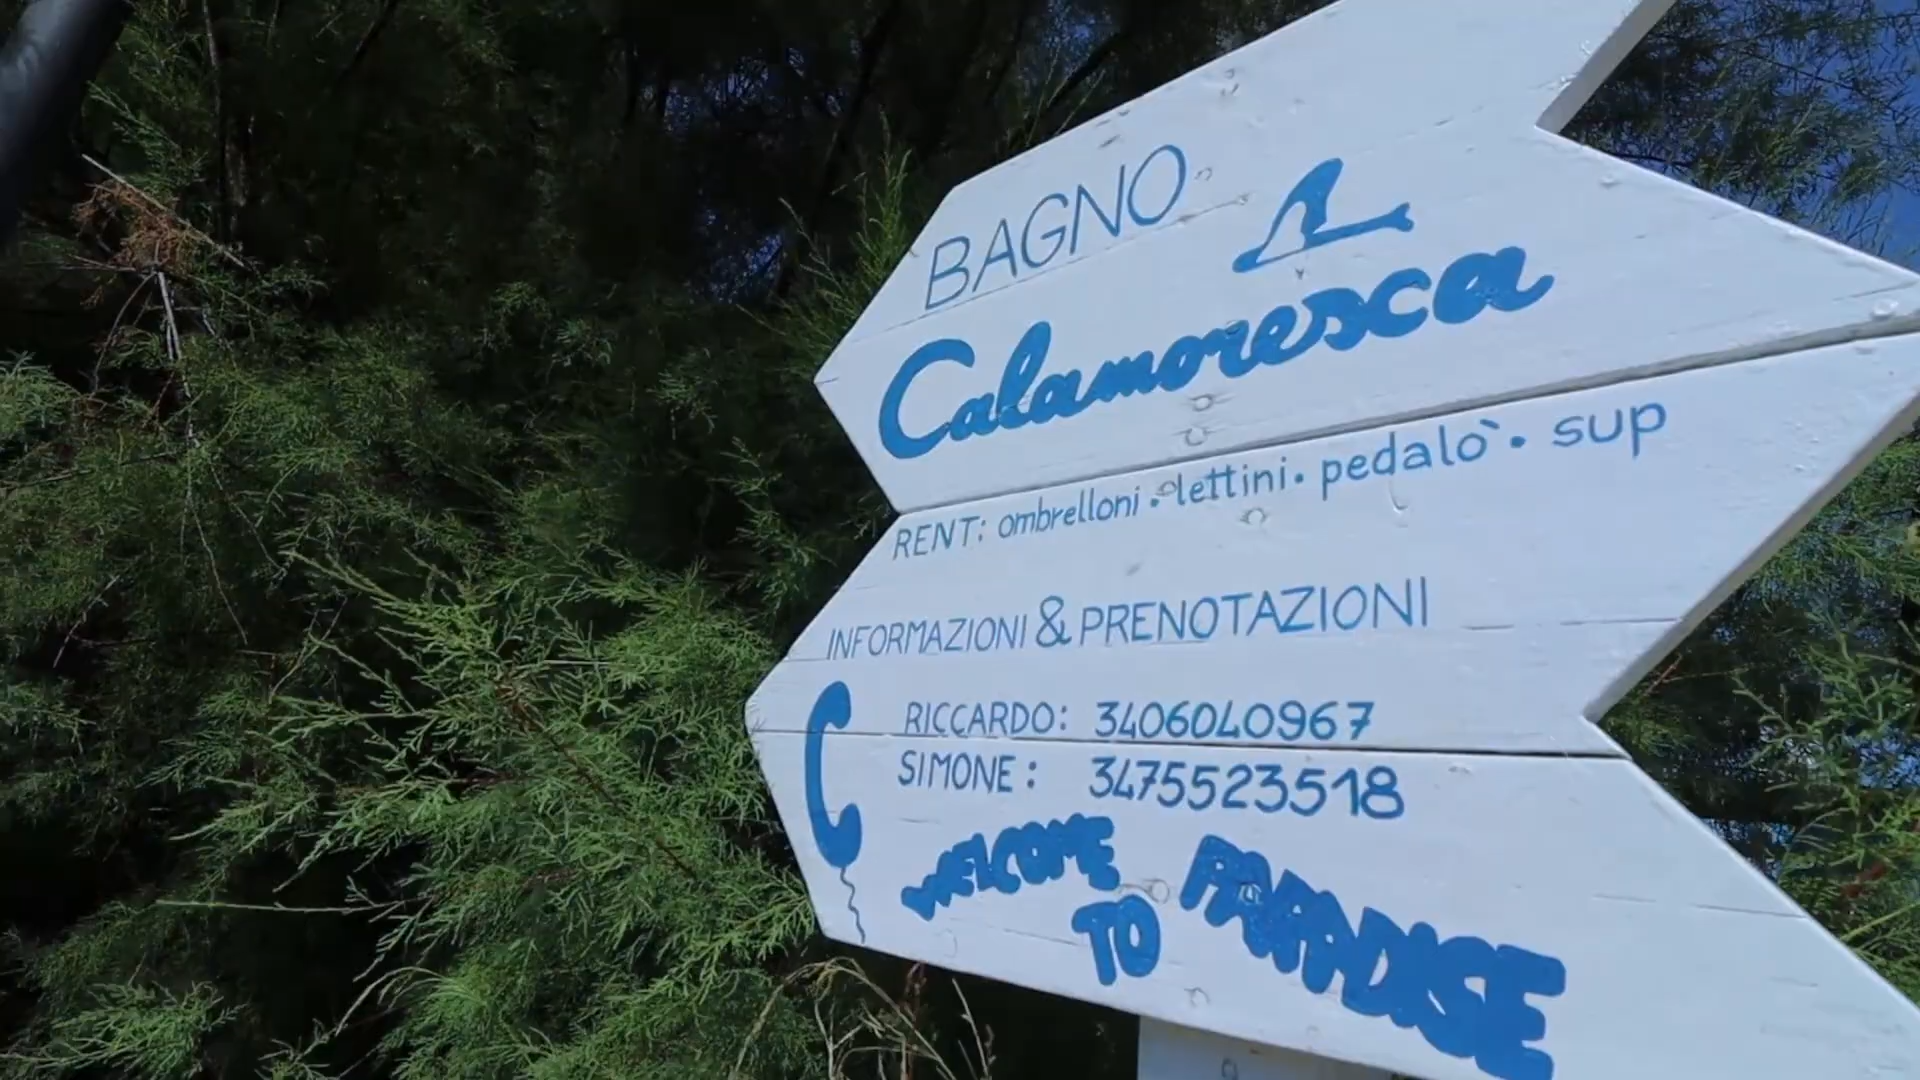 BAGNO
Calamoresca
RENT: ombrelloni • lettini • pedalò • sup
INFORMAZIONI & PRENOTAZIONI
RICCARDO: 3406040967
SIMONE: 3475523518
WELCOME
TO
PARADISE